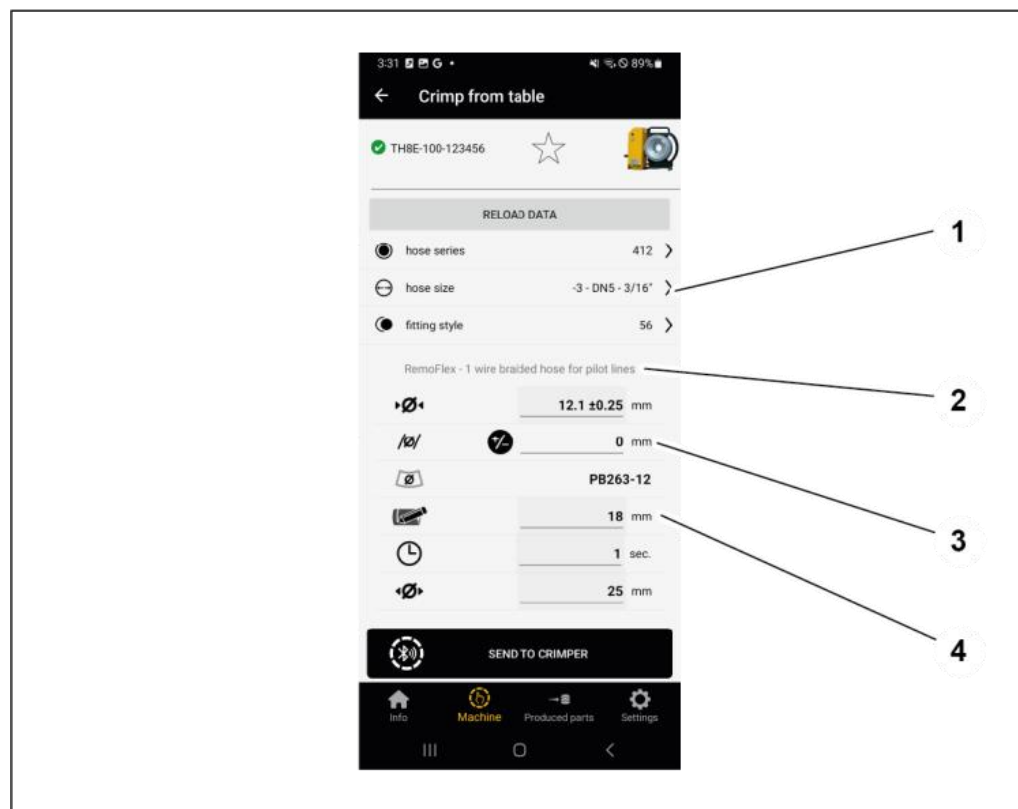 3:31 G • 89%
Crimp from table
TH8E-100-123456
RELOAD DATA
hose series 412
1
hose size -3 - DN5 - 3/16"
fitting style 56
RemoFlex - 1 wire braided hose for pilot lines
2
▸Ø◂ 12.1 ±0.25 mm
/Ø/ +/- 0 mm
Ø PB263-12
3
18 mm
1 sec.
◂Ø▸ 25 mm
4
SEND TO CRIMPER
Info Machine Produced parts Settings